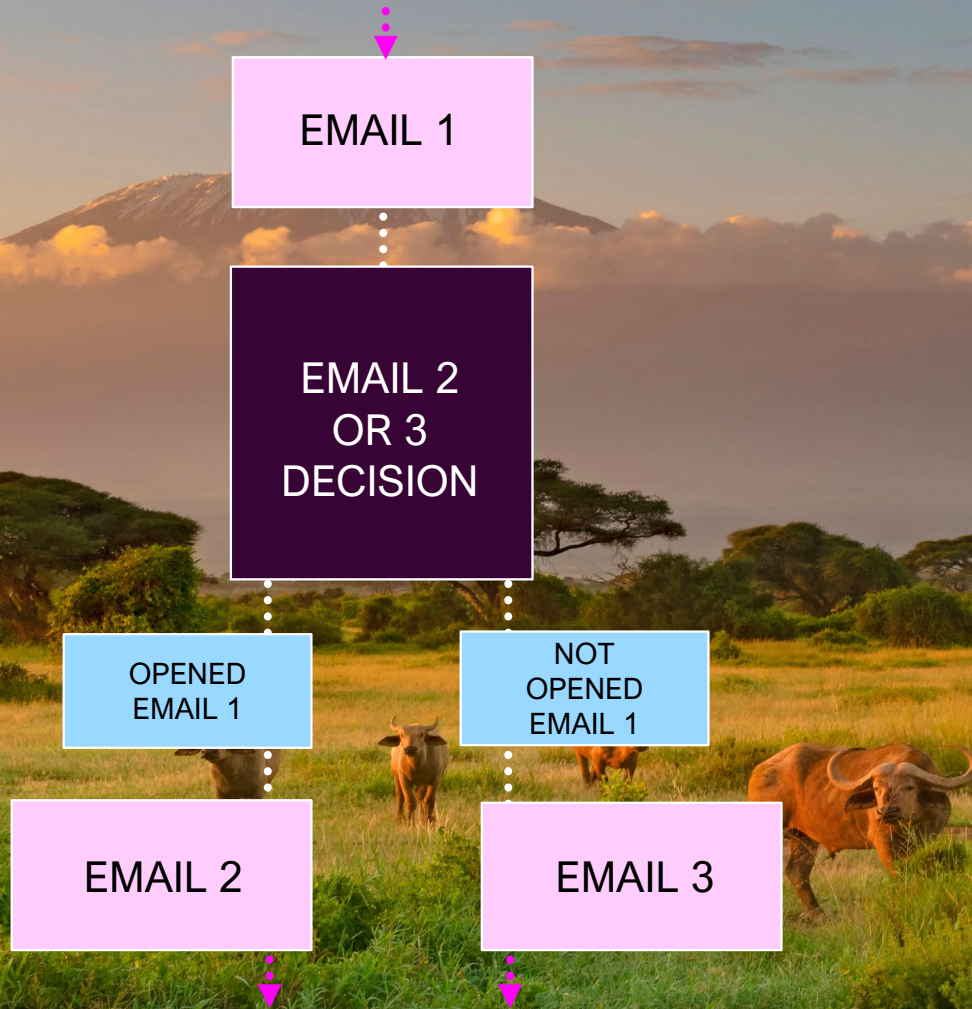 EMAIL 1
EMAIL 2
OR 3
DECISION
OPENED
EMAIL 1
NOT
OPENED
EMAIL 1
EMAIL 2
EMAIL 3